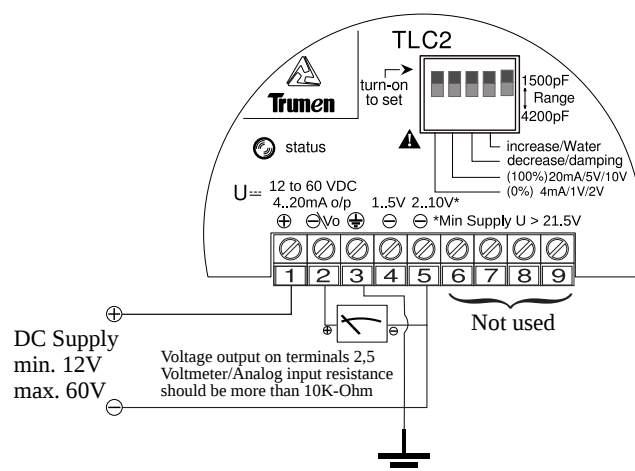 TLC2
Trumen
turn-on
to set
1500pF
Range
4200pF
status
increase/Water
decrease/damping
(100%) 20mA/5V/10V
(0%) 4mA/1V/2V
U 12 to 60 VDC
4..20mA o/p 1..5V 2..10V*
Vo *Min Supply U > 21.5V
1 2 3 4 5 6 7 8 9
Not used
DC Supply
min. 12V
max. 60V
Voltage output on terminals 2,5
Voltmeter/Analog input resistance
should be more than 10K-Ohm